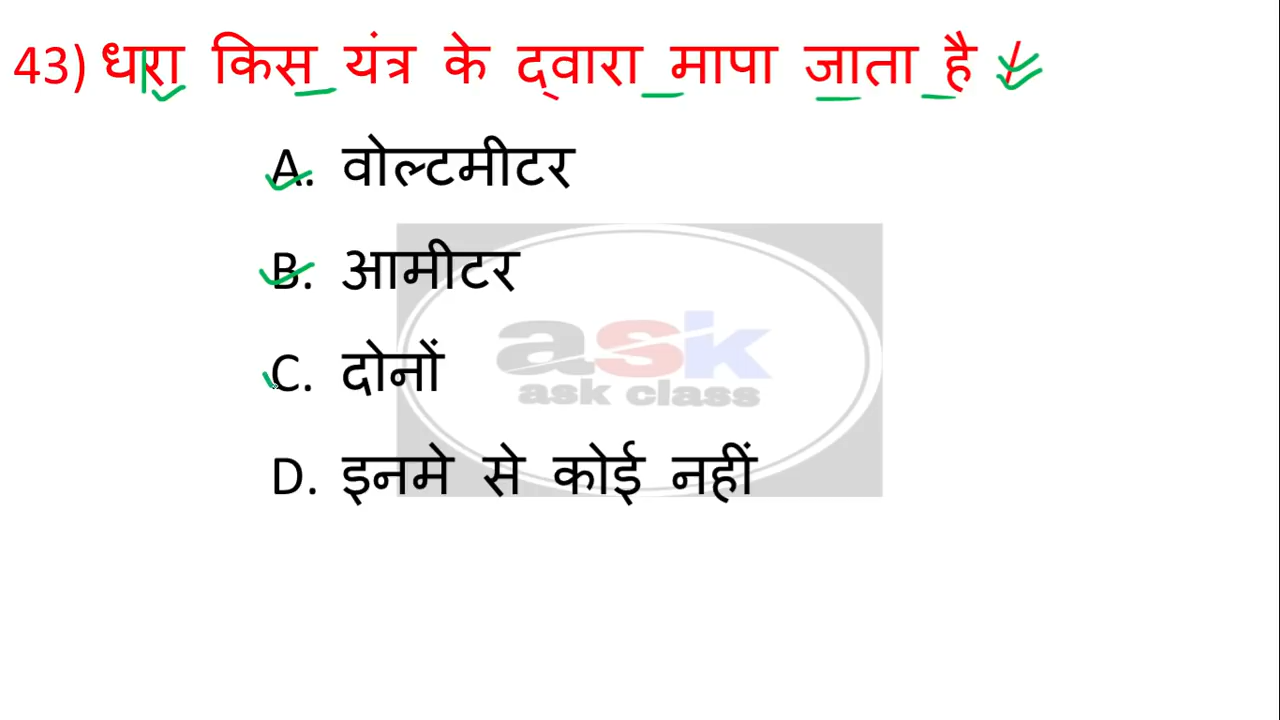 43) धारा किस यंत्र के द्वारा मापा जाता है /
A. वोल्टमीटर
B. आमीटर
C. दोनों
D. इनमे से कोई नहीं
ask
ask class